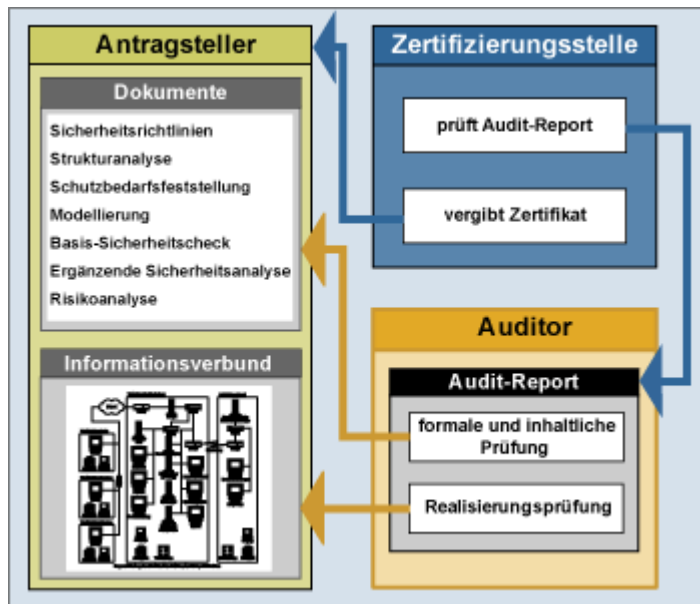 Antragsteller
Dokumente
Sicherheitsrichtlinien
Strukturanalyse
Schutzbedarfsfeststellung
Modellierung
Basis-Sicherheitscheck
Ergänzende Sicherheitsanalyse
Risikoanalyse
Informationsverbund
Zertifizierungsstelle
prüft Audit-Report
vergibt Zertifikat
Auditor
Audit-Report
formale und inhaltliche
Prüfung
Realisierungsprüfung